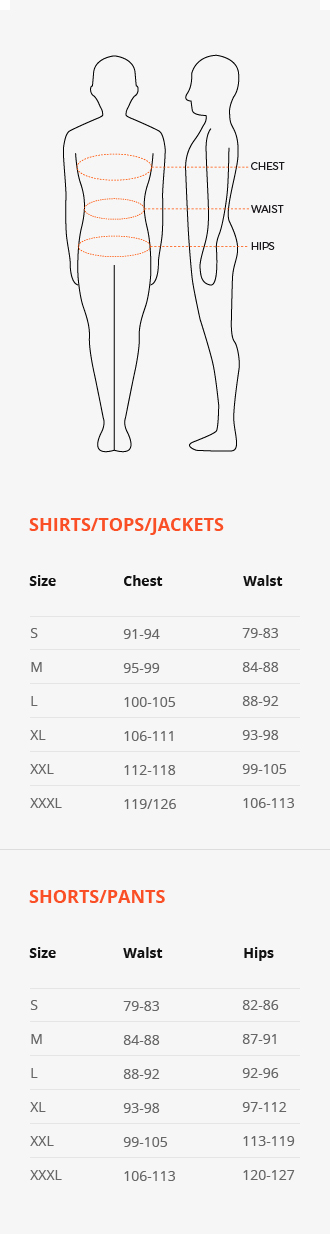 CHEST
WAIST
HIPS
SHIRTS/TOPS/JACKETS
Size Chest Walst
S 91-94 79-83
M 95-99 84-88
L 100-105 88-92
XL 106-111 93-98
XXL 112-118 99-105
XXXL 119/126 106-113
SHORTS/PANTS
Size Walst Hips
S 79-83 82-86
M 84-88 87-91
L 88-92 92-96
XL 93-98 97-112
XXL 99-105 113-119
XXXL 106-113 120-127